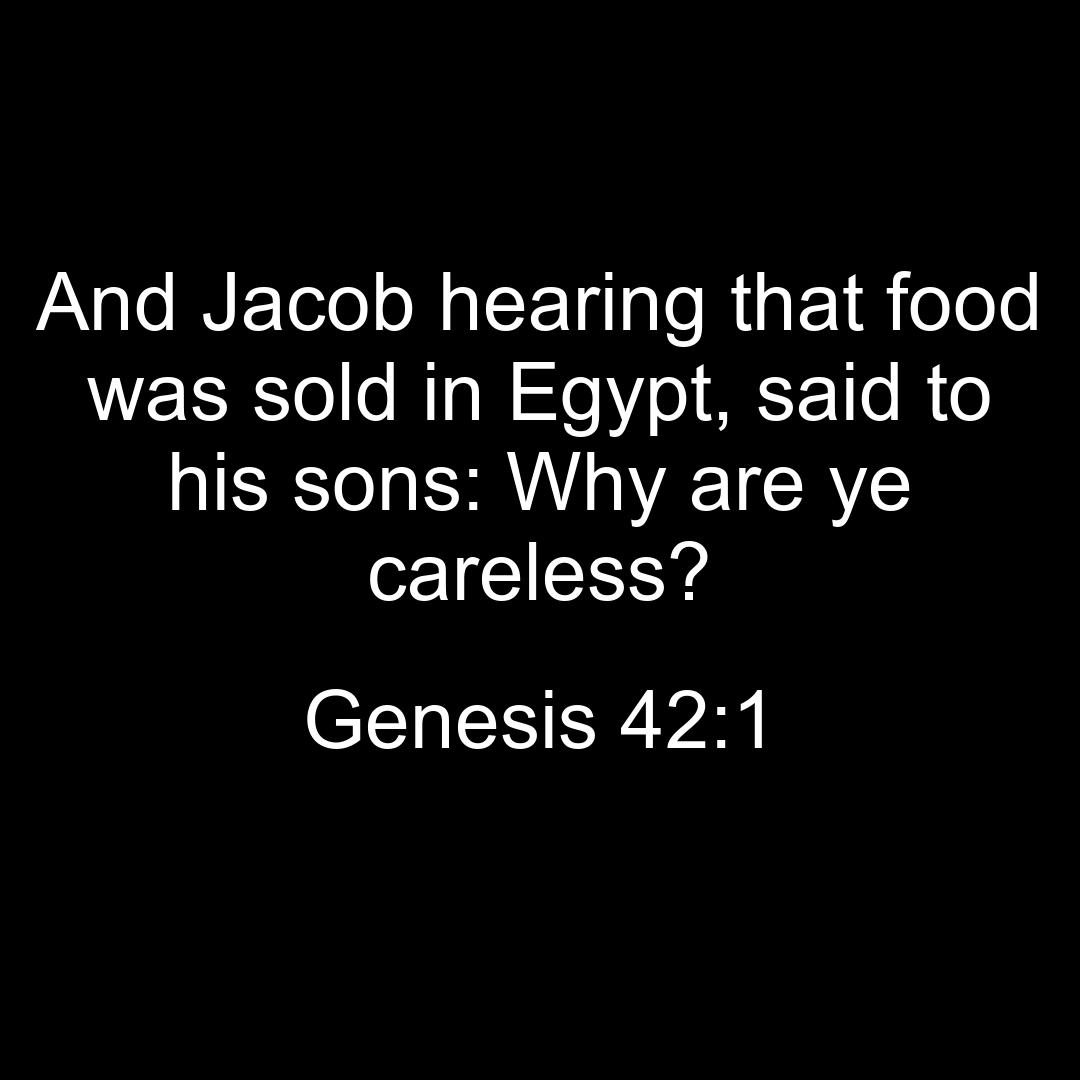 And Jacob hearing that food
was sold in Egypt, said to
his sons: Why are ye
careless?
Genesis 42:1